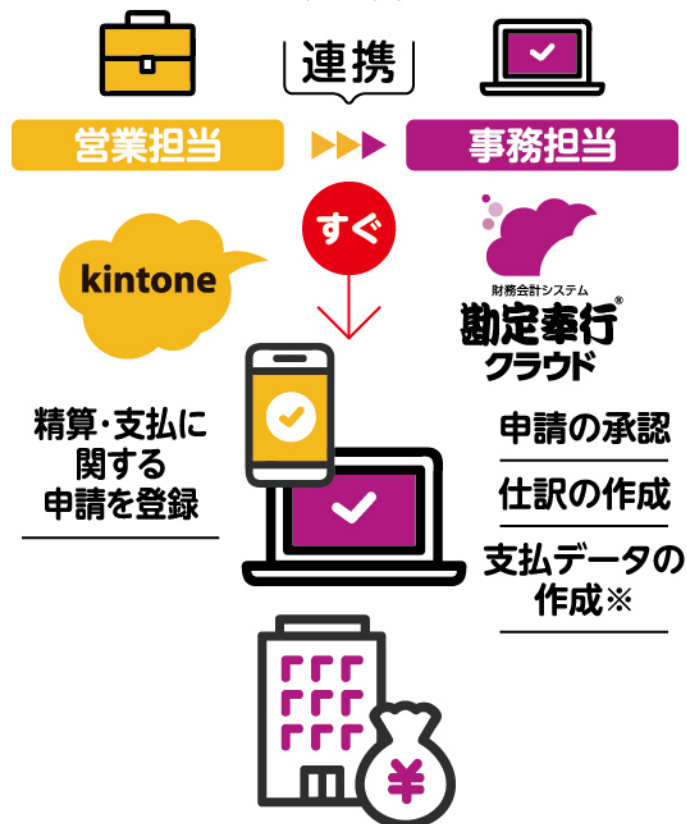 連携
営業担当
事務担当
すぐ
kintone
財務会計システム
勘定奉行®
クラウド
精算・支払に
関する
申請を登録
申請の承認
仕訳の作成
支払データの
作成※
¥